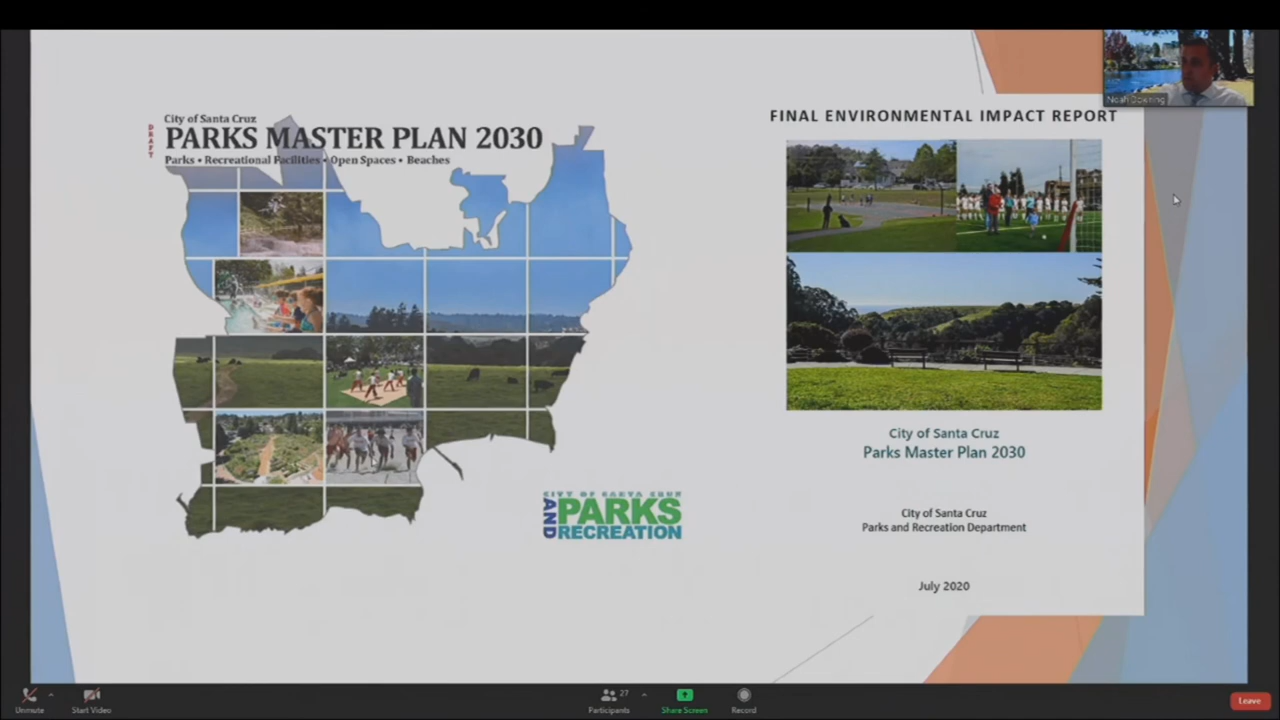 City of Santa Cruz
DRAFT
PARKS MASTER PLAN 2030
Parks • Recreational Facilities • Open Spaces • Beaches
CITY OF SANTA CRUZ
PARKS
AND
RECREATION
FINAL ENVIRONMENTAL IMPACT REPORT
City of Santa Cruz
Parks Master Plan 2030
City of Santa Cruz
Parks and Recreation Department
July 2020
Noah Downing
Unmute
Start Video
27
Participants
Share Screen
Record
Leave